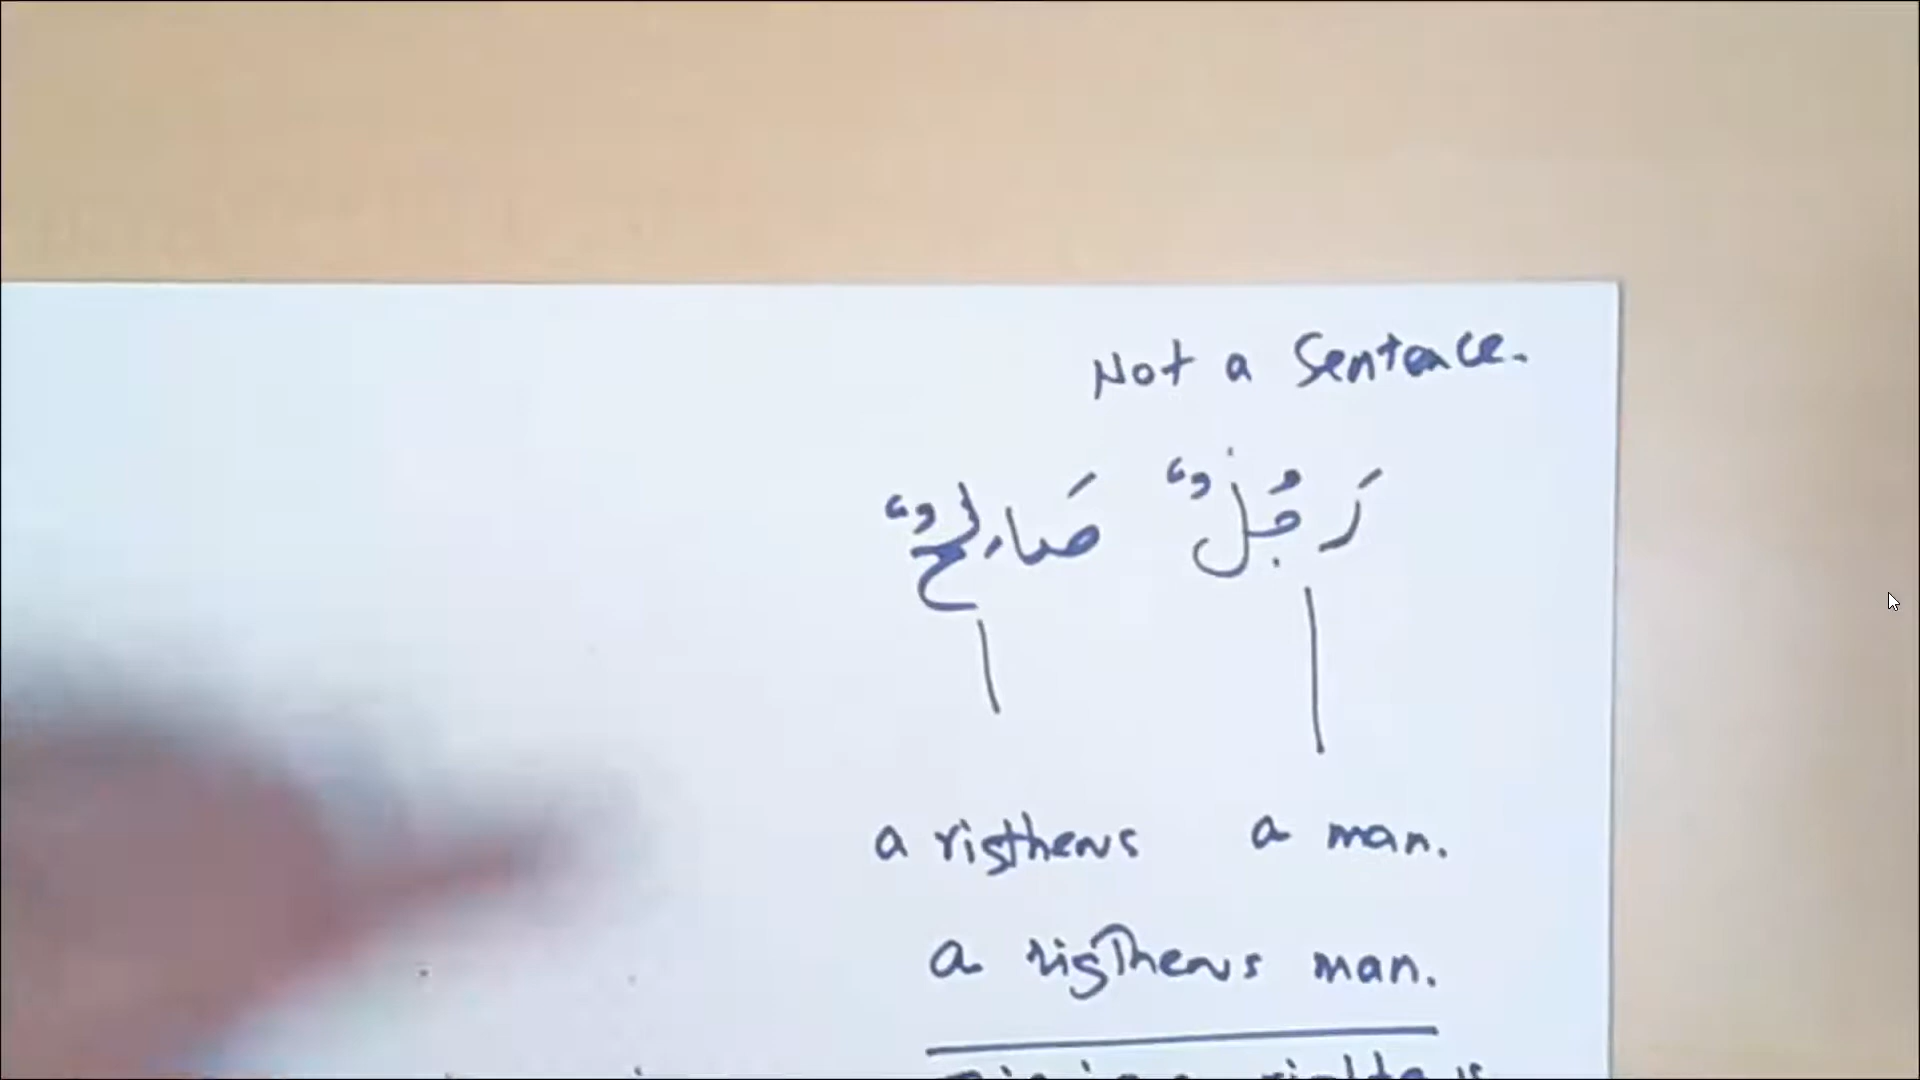 Not a Sentence.
رَجُلٌ صَالِحٌ
a rigtheous a man.
a rigtheous man.